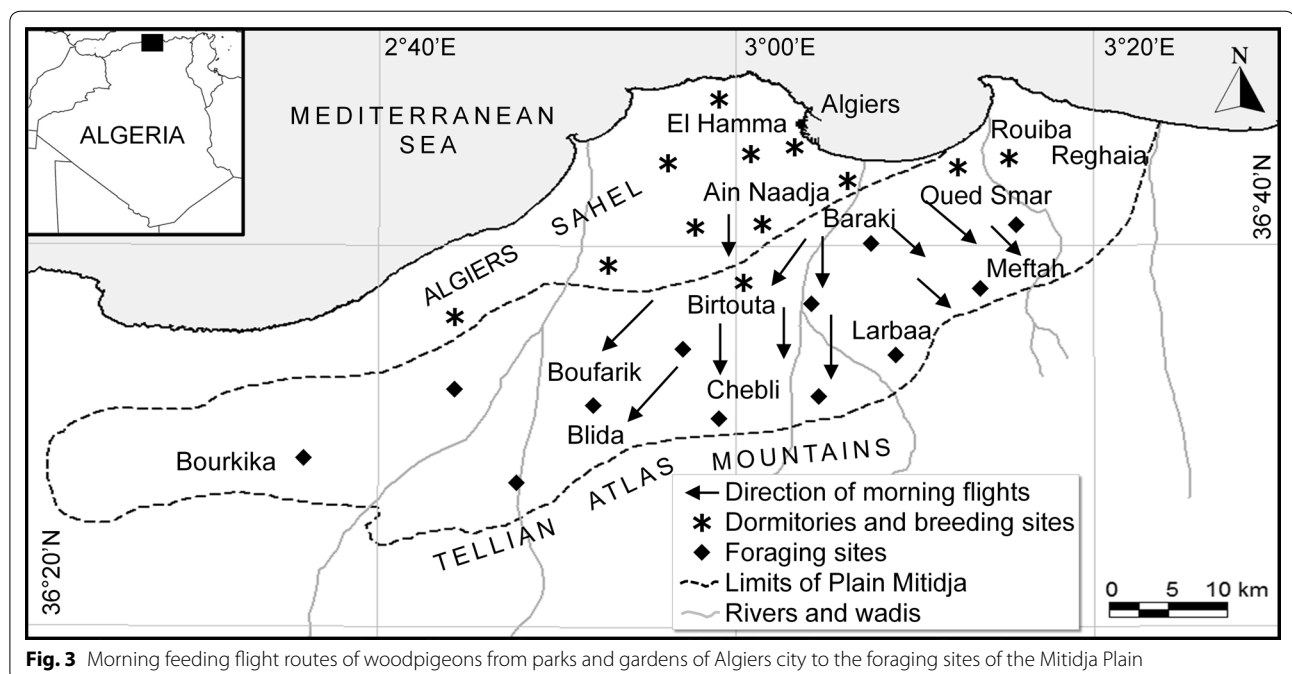 2°40'E
3°00'E
3°20'E
N
ALGERIA
MEDITERRANEAN
SEA
Algiers
El Hamma
Rouiba
Reghaia
36°40'N
Ain Naadja
Oued Smar
ALGIERS SAHEL
Baraki
Meftah
Birtouta
Larbaa
Boufarik
Chebli
Blida
Bourkika
TELLIAN ATLAS MOUNTAINS
36°20'N
Direction of morning flights
Dormitories and breeding sites
Foraging sites
Limits of Plain Mitidja
Rivers and wadis
0 5 10 km
Fig. 3 Morning feeding flight routes of woodpigeons from parks and gardens of Algiers city to the foraging sites of the Mitidja Plain